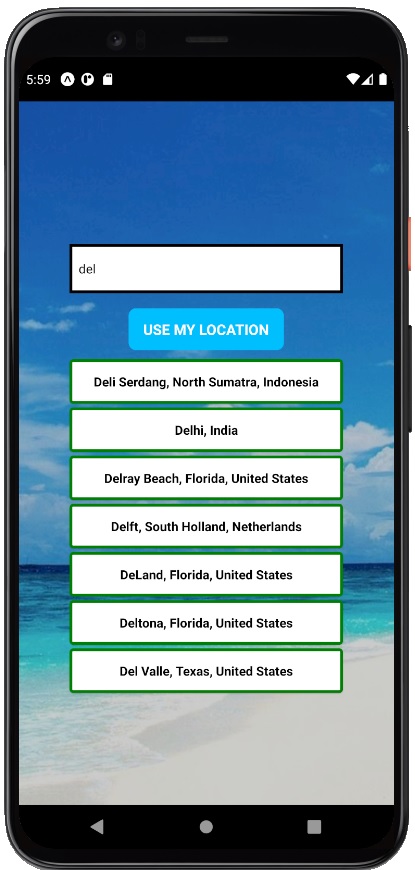 5:59
del
USE MY LOCATION
Deli Serdang, North Sumatra, Indonesia
Delhi, India
Delray Beach, Florida, United States
Delft, South Holland, Netherlands
DeLand, Florida, United States
Deltona, Florida, United States
Del Valle, Texas, United States